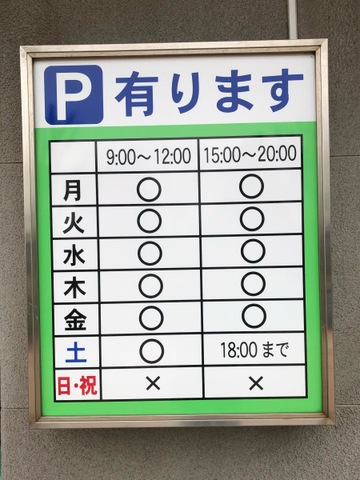 P 有ります
9:00～12:00 15:00～20:00
月 ○ ○
火 ○ ○
水 ○ ○
木 ○ ○
金 ○ ○
土 ○ 18:00まで
日・祝 × ×